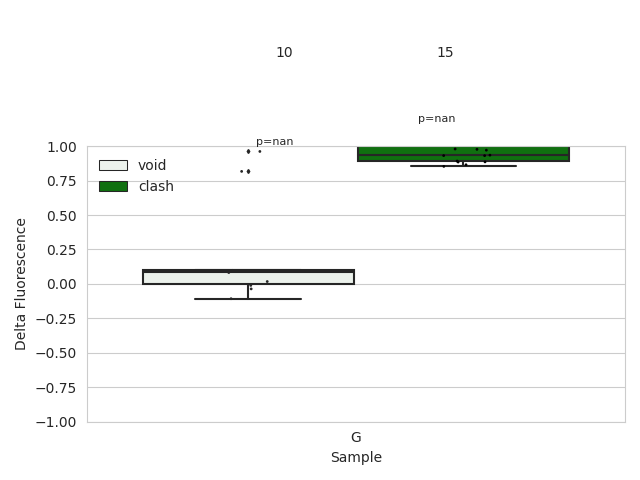 10 15
p=nan
p=nan
1.00
0.75
0.50
0.25
0.00
−0.25
−0.50
−0.75
−1.00
void
clash
Delta Fluorescence
G
Sample